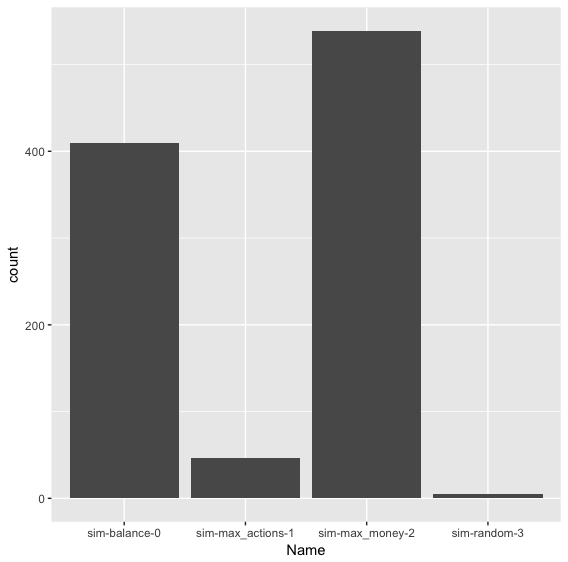 count
400
200
0
sim-balance-0 sim-max_actions-1 sim-max_money-2 sim-random-3
Name